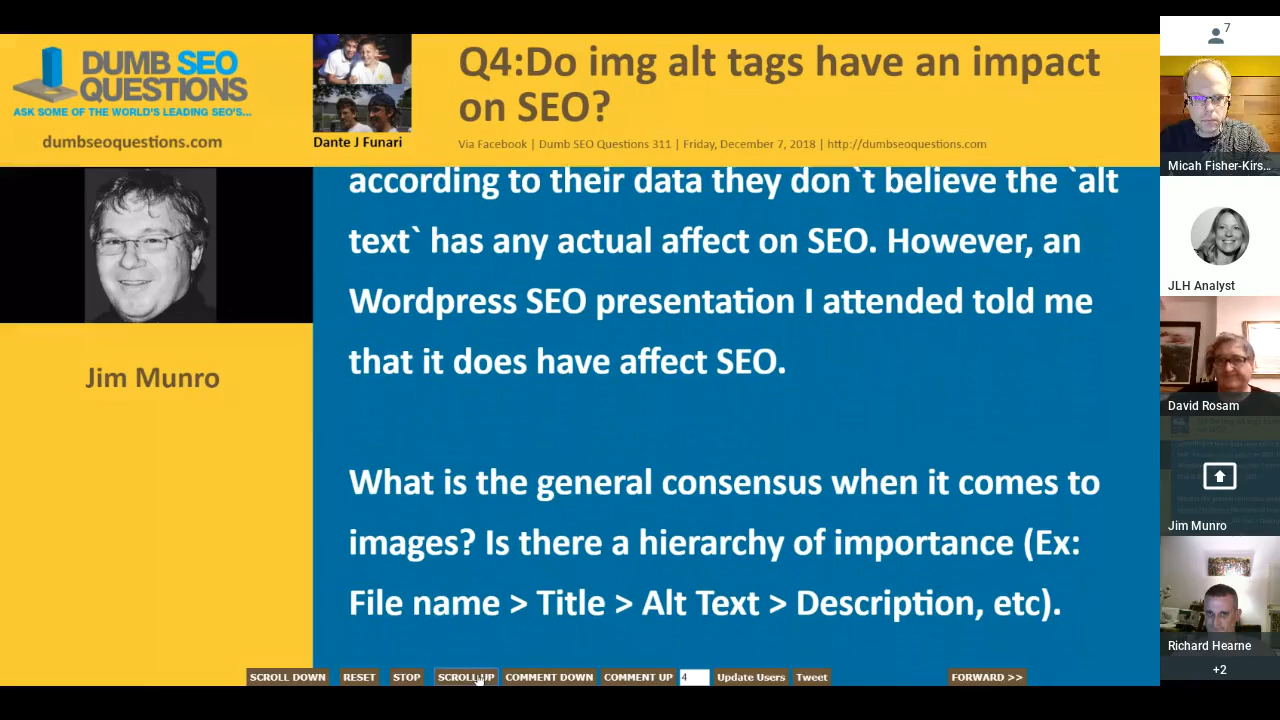 DUMB SEO
QUESTIONS
ASK SOME OF THE WORLD'S LEADING SEO'S...
dumbseoquestions.com
Dante J Funari
Q4:Do img alt tags have an impact
on SEO?
Via Facebook | Dumb SEO Questions 311 | Friday, December 7, 2018 | http://dumbseoquestions.com
Jim Munro
according to their data they don`t believe the `alt
text` has any actual affect on SEO. However, an
Wordpress SEO presentation I attended told me
that it does have affect SEO.
What is the general consensus when it comes to
images? Is there a hierarchy of importance (Ex:
File name > Title > Alt Text > Description, etc).
SCROLL DOWN RESET STOP SCROLL UP COMMENT DOWN COMMENT UP 4 Update Users Tweet FORWARD >>
7
Micah Fisher-Kirs...
JLH Analyst
David Rosam
Jim Munro
Richard Hearne
+2